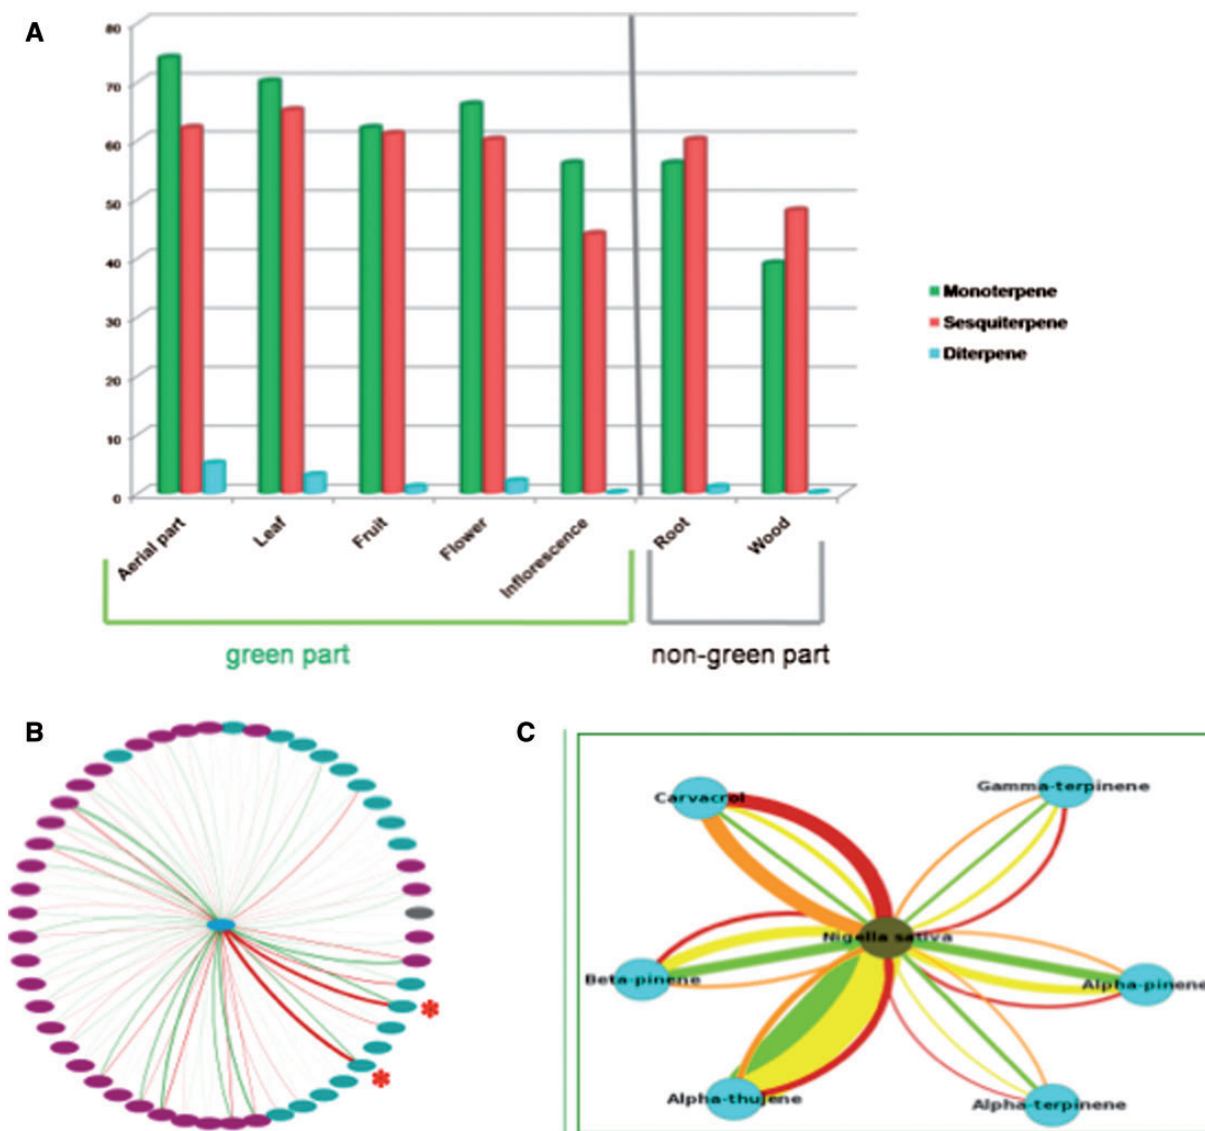 A
80
70
60
50
40
30
20
10
0
Aerial part
Leaf
Fruit
Flower
Inflorescence
Root
Wood
Monoterpene
Sesquiterpene
Diterpene
green part
non-green part
B
*
*
C
Carvacrol
Gamma-terpinene
Nigella sativa
Beta-pinene
Alpha-pinene
Alpha-thujene
Alpha-terpinene